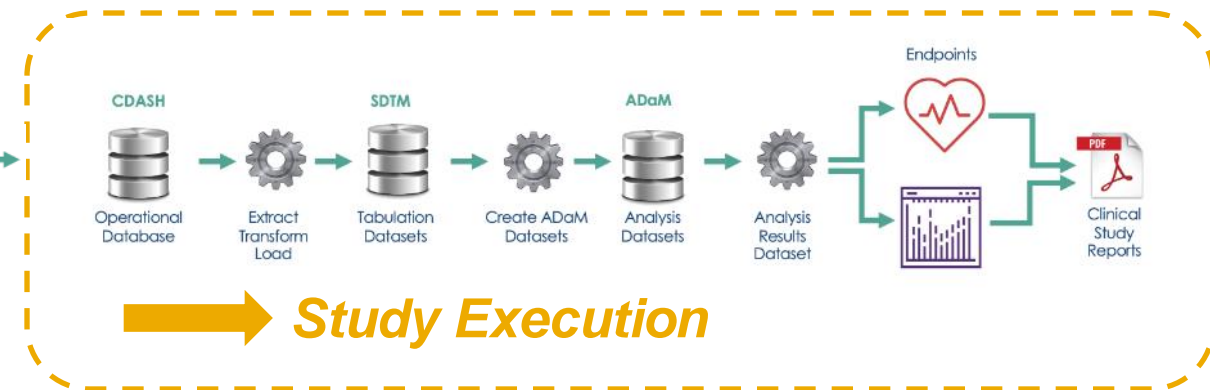 Endpoints
CDASH
SDTM
ADaM
PDF
Operational
Database
Extract
Transform
Load
Tabulation
Datasets
Create ADaM
Datasets
Analysis
Datasets
Analysis
Results
Dataset
Clinical
Study
Reports
Study Execution